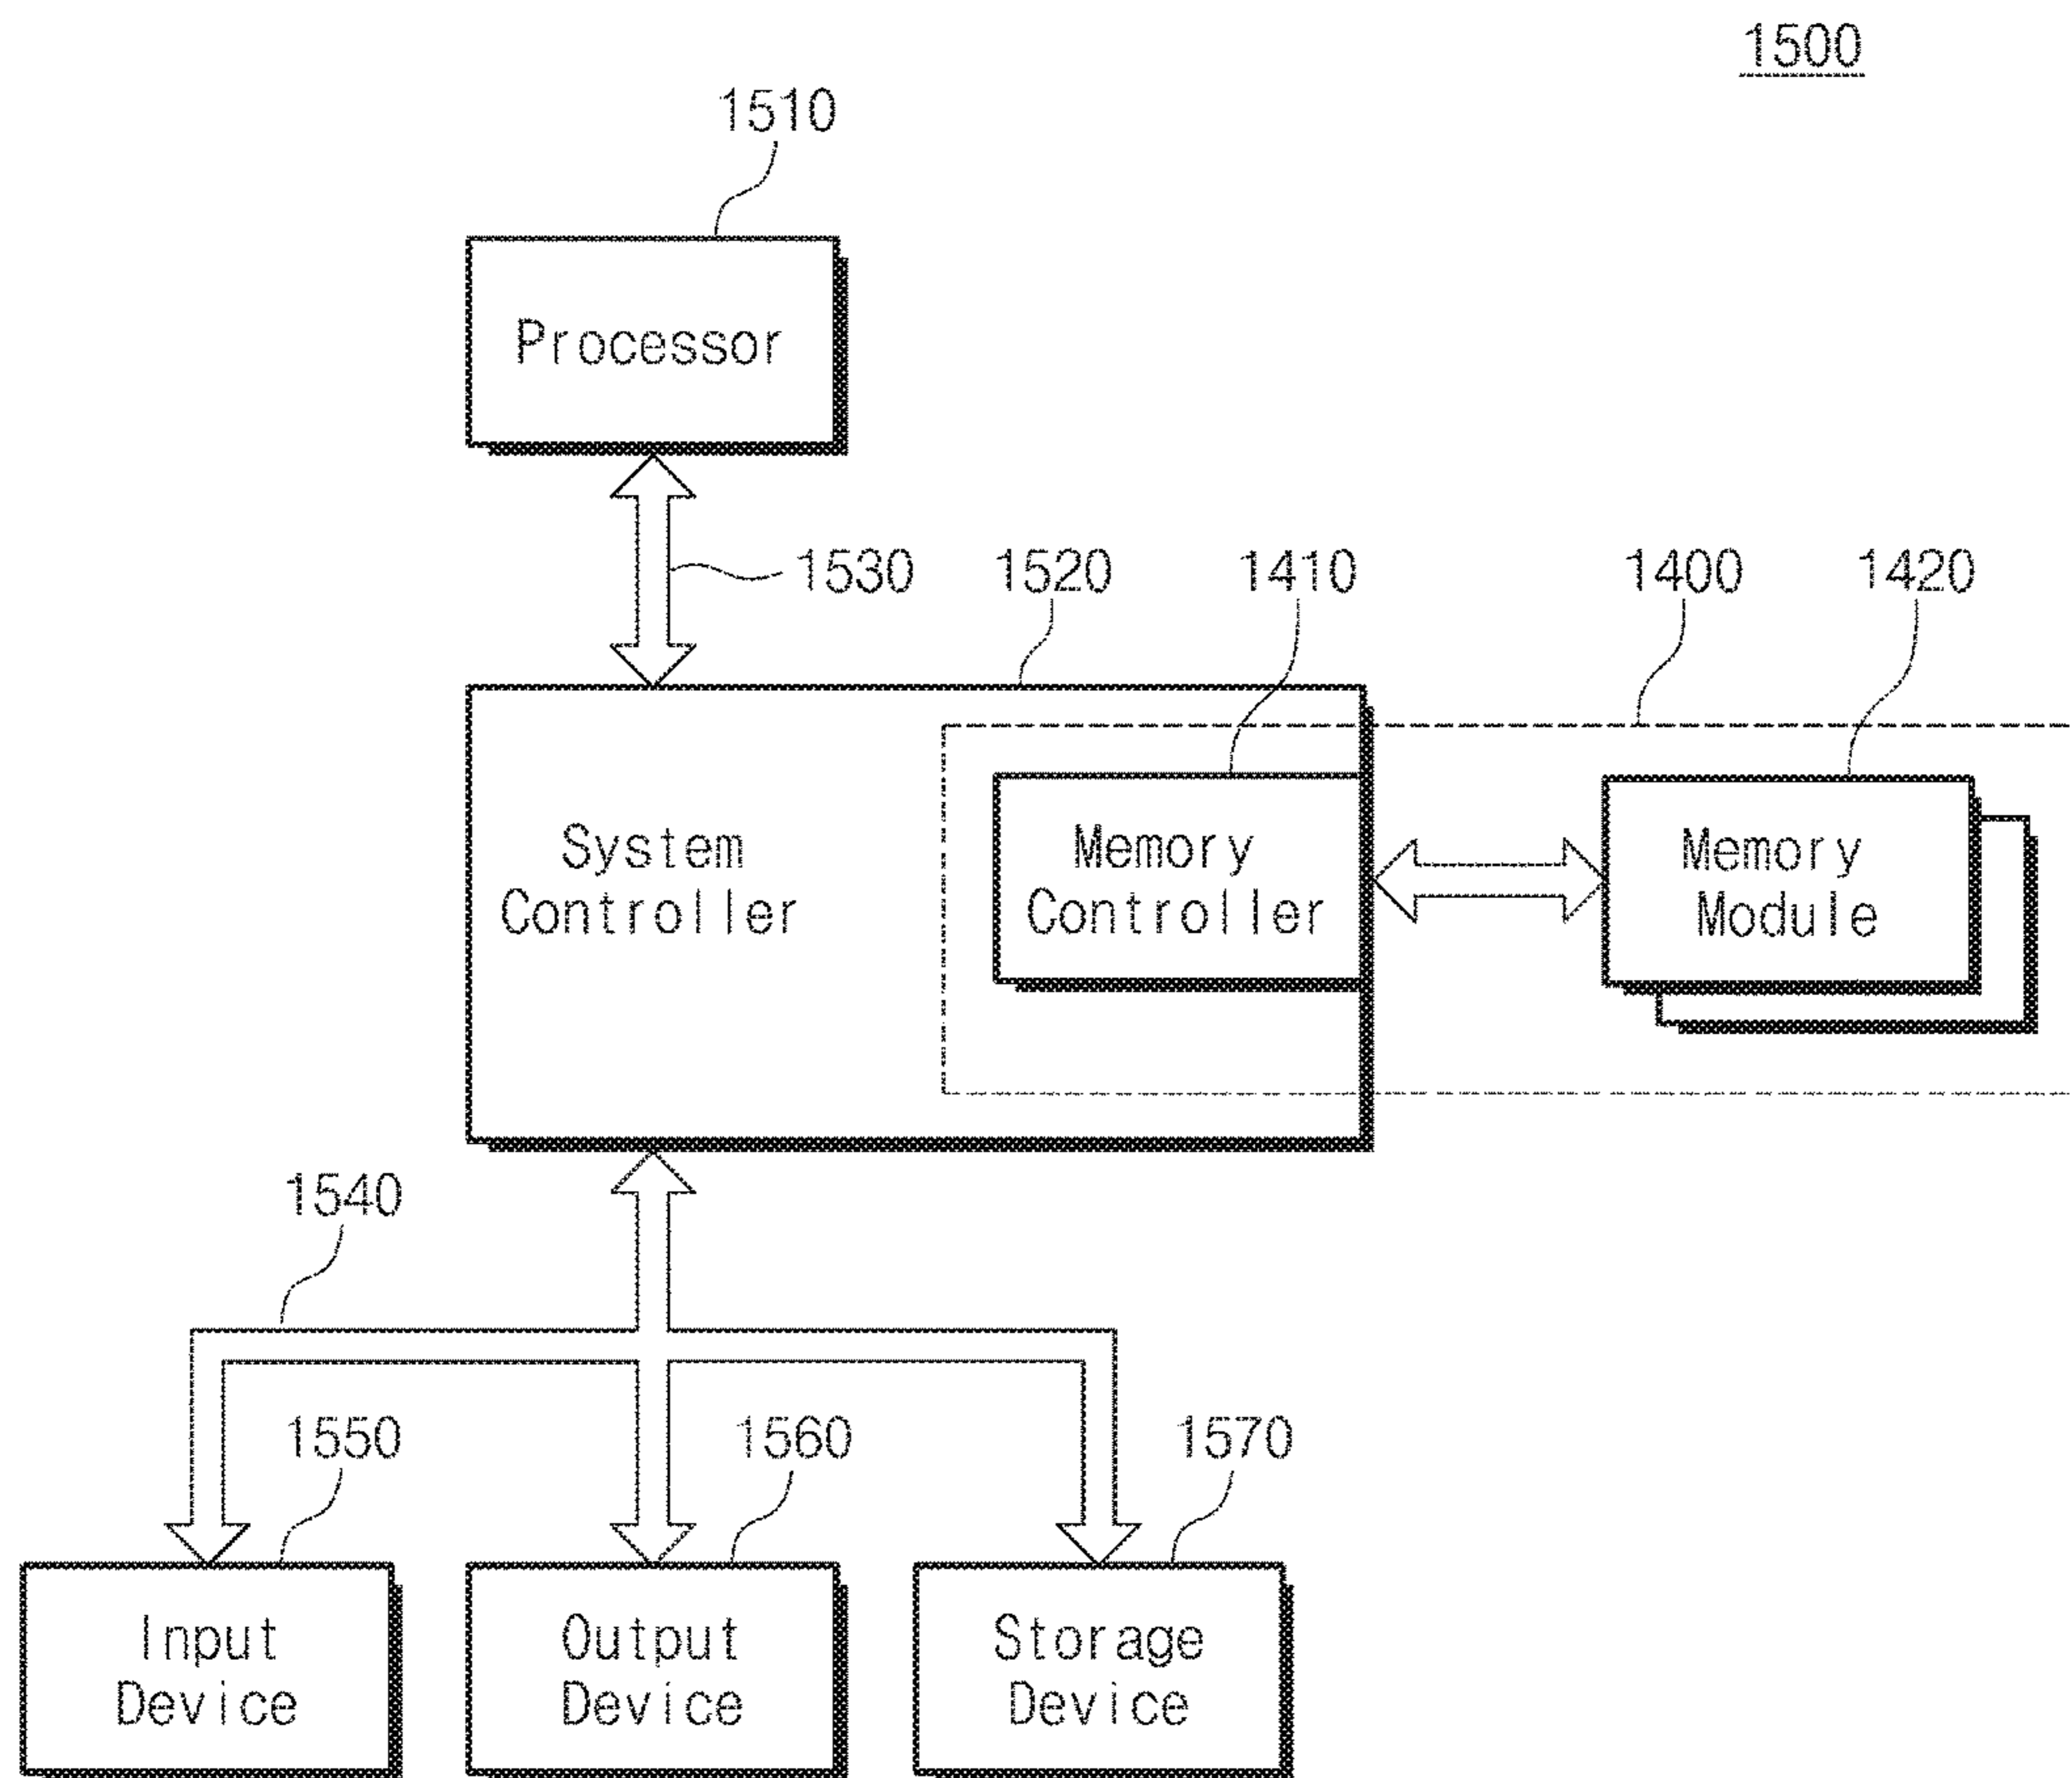 1500
1510
Processor
1530
1520
1410
1400
1420
System
Controller
Memory
Controller
Memory
Module
1540
1550
1560
1570
Input
Device
Output
Device
Storage
Device